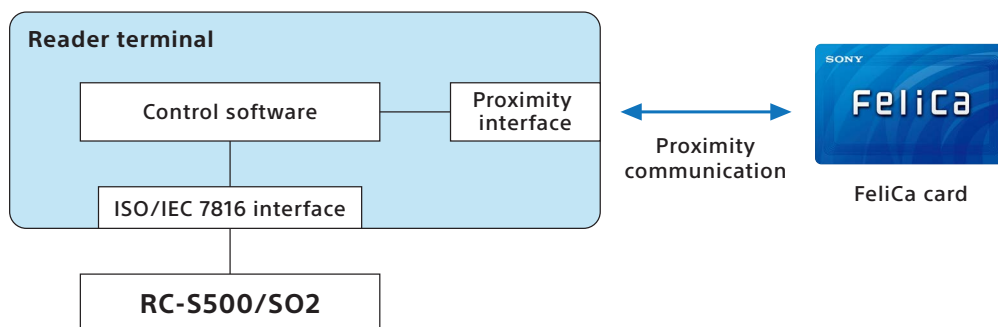 Reader terminal
Control software
Proximity
interface
Proximity
communication
SONY
FeliCa
FeliCa card
ISO/IEC 7816 interface
RC-S500/SO2